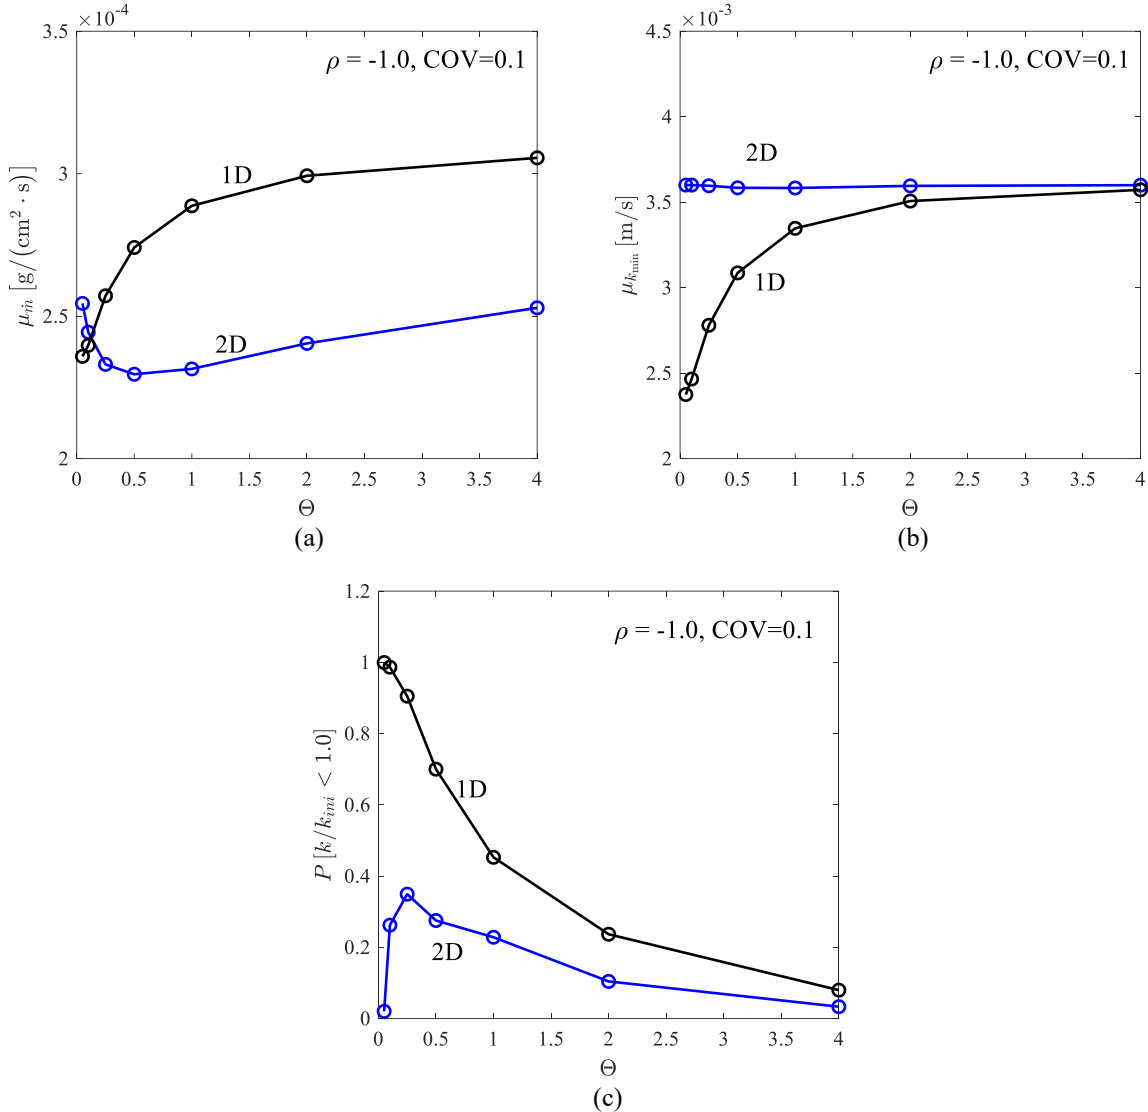 ×10⁻⁴
3.5
3
2.5
2
ρ = -1.0, COV=0.1
1D
2D
μ_ṁ [g/(cm² · s)]
0 0.5 1 1.5 2 2.5 3 3.5 4
Θ
(a)
×10⁻³
4.5
4
3.5
3
2.5
2
ρ = -1.0, COV=0.1
2D
1D
μ_{k_min} [m/s]
0 0.5 1 1.5 2 2.5 3 3.5 4
Θ
(b)
1.2
1
0.8
0.6
0.4
0.2
0
ρ = -1.0, COV=0.1
1D
2D
P [k/k_ini < 1.0]
0 0.5 1 1.5 2 2.5 3 3.5 4
Θ
(c)